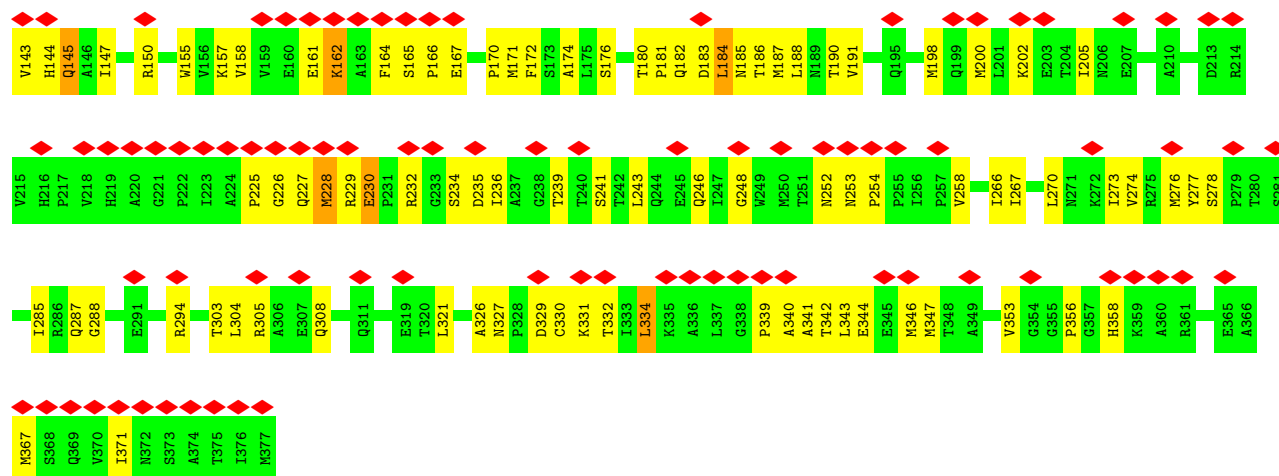 V143 H144 Q145 A146 I147 R150 W155 V156 K157 V158 V159 E160 E161 K162 A163 F164 S165 P166 E167 P170 M171 F172 S173 A174 L175 S176 T180 P181 Q182 D183 L184 N185 T186 M187 L188 N189 T190 V191 Q195 M198 Q199 M200 L201 K202 E203 T204 I205 N206 E207 A210 D213 R214
V215 H216 P217 V218 H219 A220 G221 P222 I223 A224 P225 G226 Q227 M228 R229 E230 P231 R232 G233 S234 D235 I236 A237 G238 T239 T240 S241 T242 L243 Q244 E245 Q246 I247 G248 W249 M250 T251 N252 N253 P254 P255 I256 P257 V258 I266 I267 L270 N271 K272 I273 V274 R275 M276 Y277 S278 P279 T280 S281
I285 R286 Q287 G288 E291 R294 T303 L304 R305 A306 E307 Q308 Q311 E319 T320 L321 A326 N327 P328 D329 C330 K331 T332 I333 L334 K335 A336 L337 G338 P339 A340 A341 T342 L343 E344 E345 M346 M347 T348 A349 V353 G354 G355 P356 G357 H358 K359 A360 R361 E365 A366
M367 S368 Q369 V370 I371 N372 S373 A374 T375 I376 M377